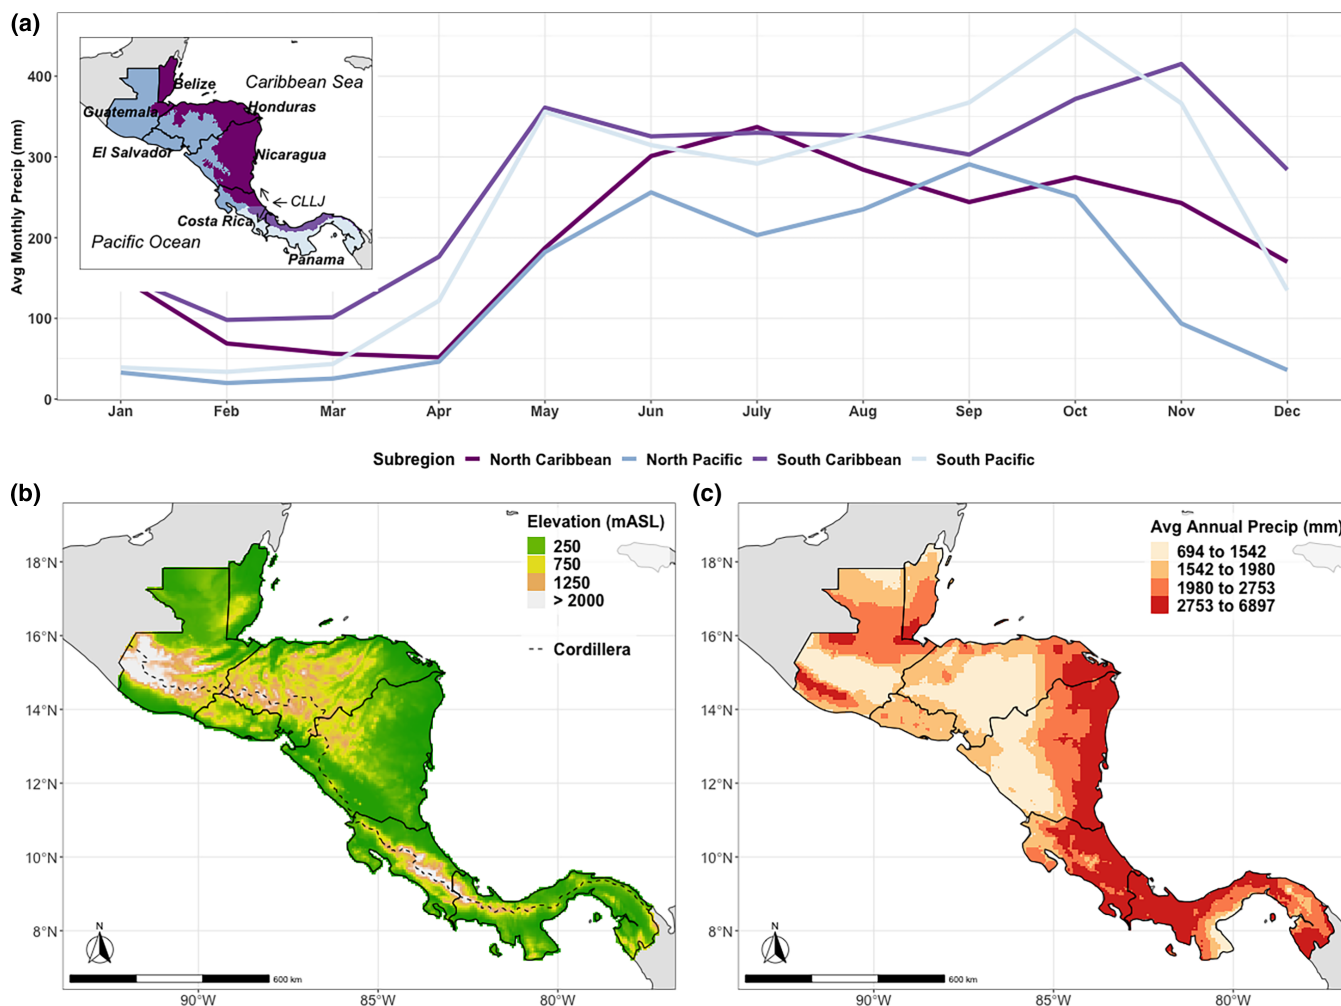 (a)
Avg Monthly Precip (mm)
400
300
200
100
0
Belize
Caribbean Sea
Guatemala
Honduras
El Salvador
Nicaragua
CLLJ
Costa Rica
Pacific Ocean
Panama
Jan Feb Mar Apr May Jun July Aug Sep Oct Nov Dec
Subregion North Caribbean North Pacific South Caribbean South Pacific
(b)
Elevation (mASL)
250
750
1250
> 2000
Cordillera
18°N
16°N
14°N
12°N
10°N
8°N
N
600 km
90°W 85°W 80°W
(c)
Avg Annual Precip (mm)
694 to 1542
1542 to 1980
1980 to 2753
2753 to 6897
18°N
16°N
14°N
12°N
10°N
8°N
N
600 km
90°W 85°W 80°W